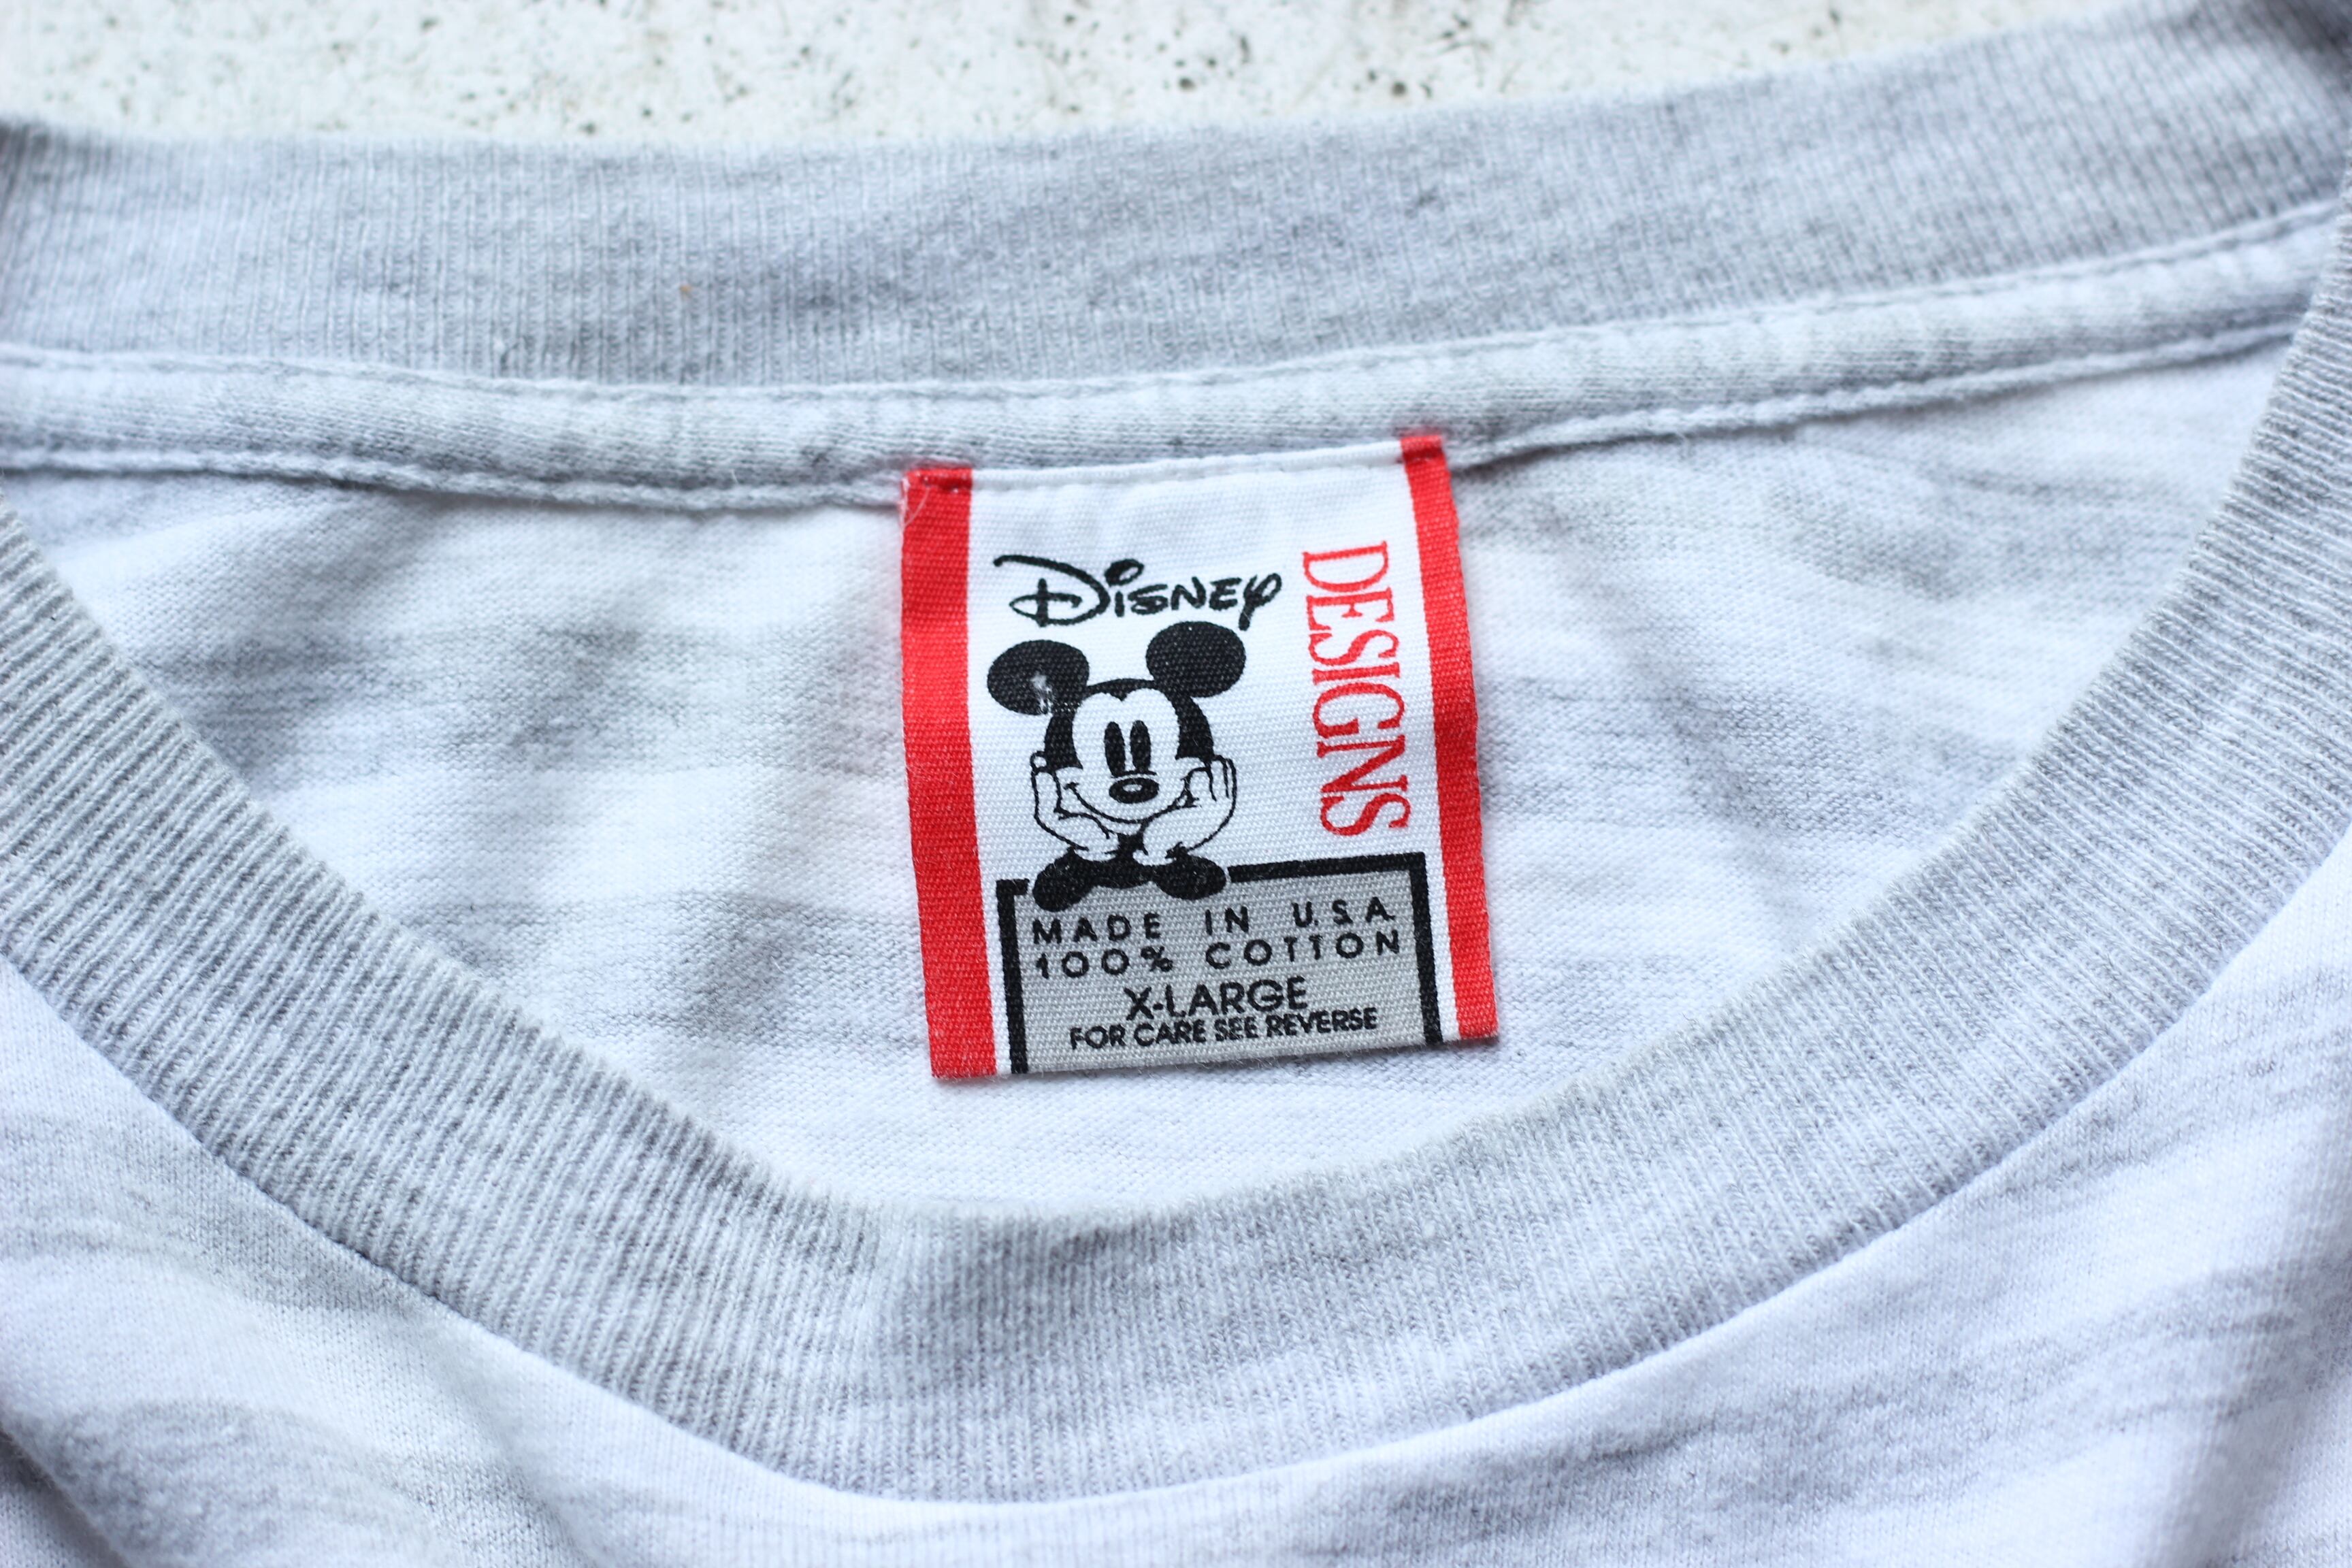 DISNEY
DESIGNS
MADE IN U.S.A.
100% COTTON
X-LARGE
FOR CARE SEE REVERSE